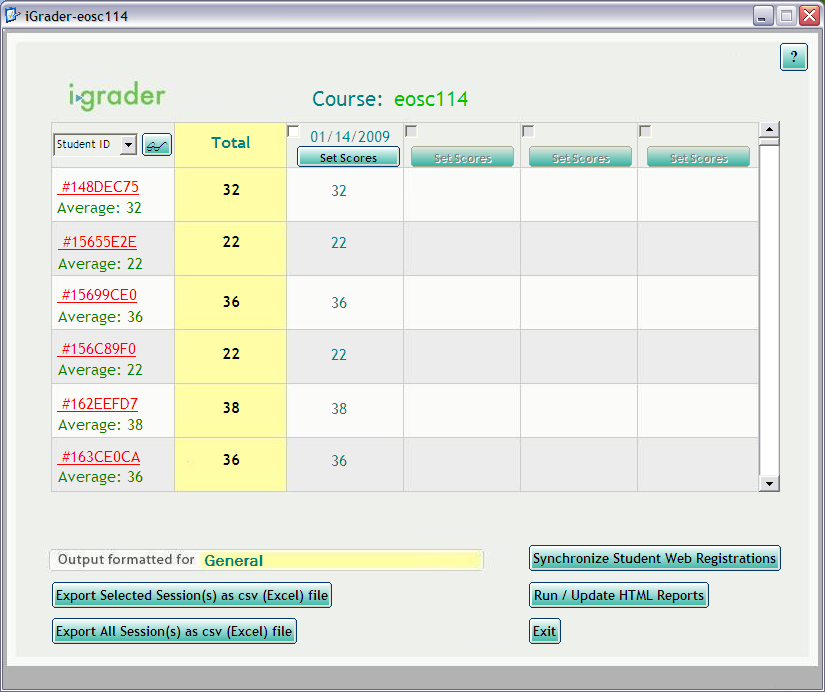 iGrader-eosc114
?
i>grader
Course: eosc114
Student ID
Total
01/14/2009
Set Scores
Set Scores
Set Scores
Set Scores
#148DEC75
Average: 32
32
32
#15655E2E
Average: 22
22
22
#15699CE0
Average: 36
36
36
#156C89F0
Average: 22
22
22
#162EEFD7
Average: 38
38
38
#163CE0CA
Average: 36
36
36
Output formatted for General
Synchronize Student Web Registrations
Export Selected Session(s) as csv (Excel) file
Run / Update HTML Reports
Export All Session(s) as csv (Excel) file
Exit